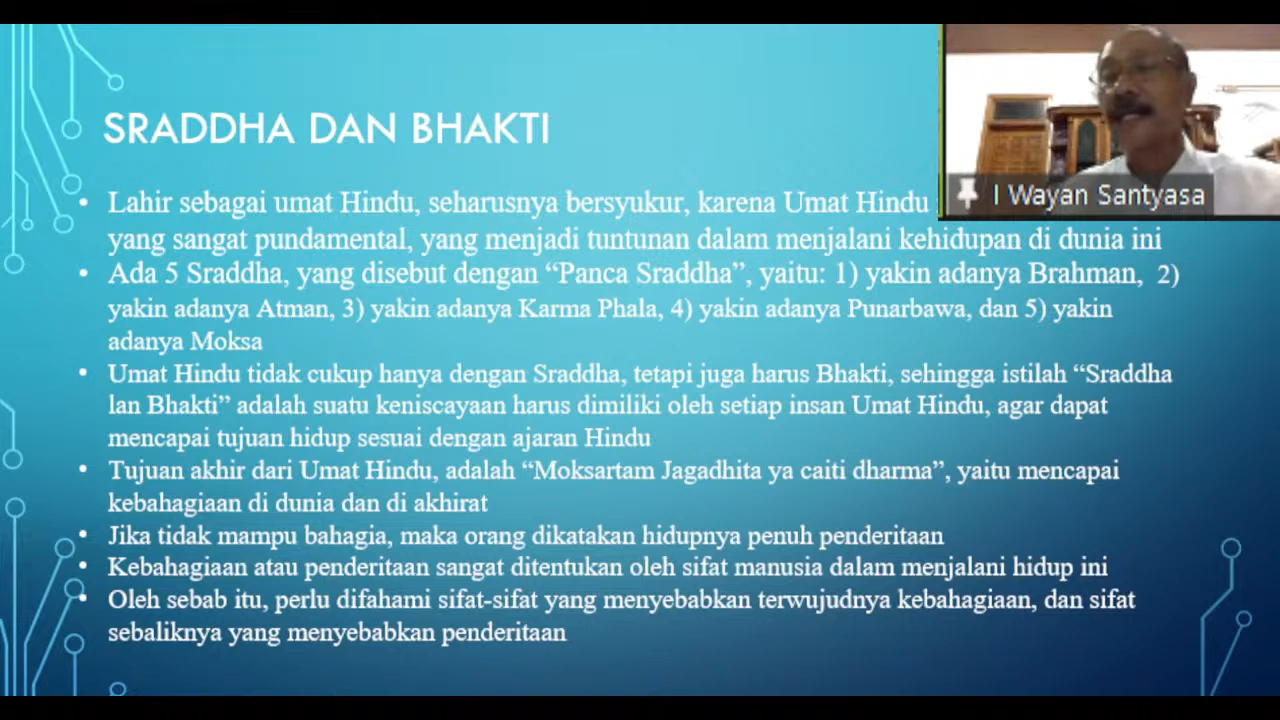 SRADDHA DAN BHAKTI
I Wayan Santyasa
• Lahir sebagai umat Hindu, seharusnya bersyukur, karena Umat Hindu
yang sangat pundamental, yang menjadi tuntunan dalam menjalani kehidupan di dunia ini
• Ada 5 Sraddha, yang disebut dengan “Panca Sraddha”, yaitu: 1) yakin adanya Brahman, 2)
yakin adanya Atman, 3) yakin adanya Karma Phala, 4) yakin adanya Punarbawa, dan 5) yakin
adanya Moksa
• Umat Hindu tidak cukup hanya dengan Sraddha, tetapi juga harus Bhakti, sehingga istilah “Sraddha
lan Bhakti” adalah suatu keniscayaan harus dimiliki oleh setiap insan Umat Hindu, agar dapat
mencapai tujuan hidup sesuai dengan ajaran Hindu
• Tujuan akhir dari Umat Hindu, adalah “Moksartam Jagadhita ya caiti dharma”, yaitu mencapai
kebahagiaan di dunia dan di akhirat
• Jika tidak mampu bahagia, maka orang dikatakan hidupnya penuh penderitaan
• Kebahagiaan atau penderitaan sangat ditentukan oleh sifat manusia dalam menjalani hidup ini
• Oleh sebab itu, perlu difahami sifat-sifat yang menyebabkan terwujudnya kebahagiaan, dan sifat
sebaliknya yang menyebabkan penderitaan